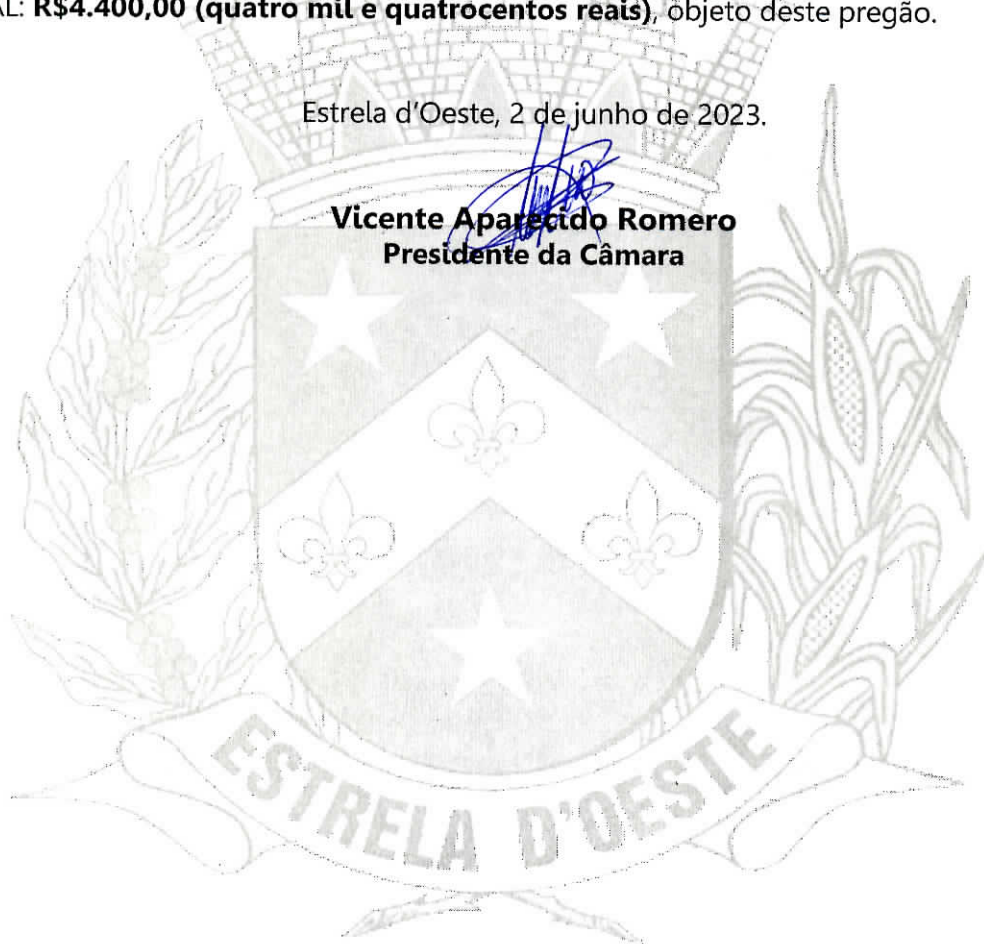 AL: R$4.400,00 (quatro mil e quatrocentos reais), objeto deste pregão.
Estrela d'Oeste, 2 de junho de 2023.
Vicente Aparecido Romero
Presidente da Câmara
ESTRELA D'OESTE